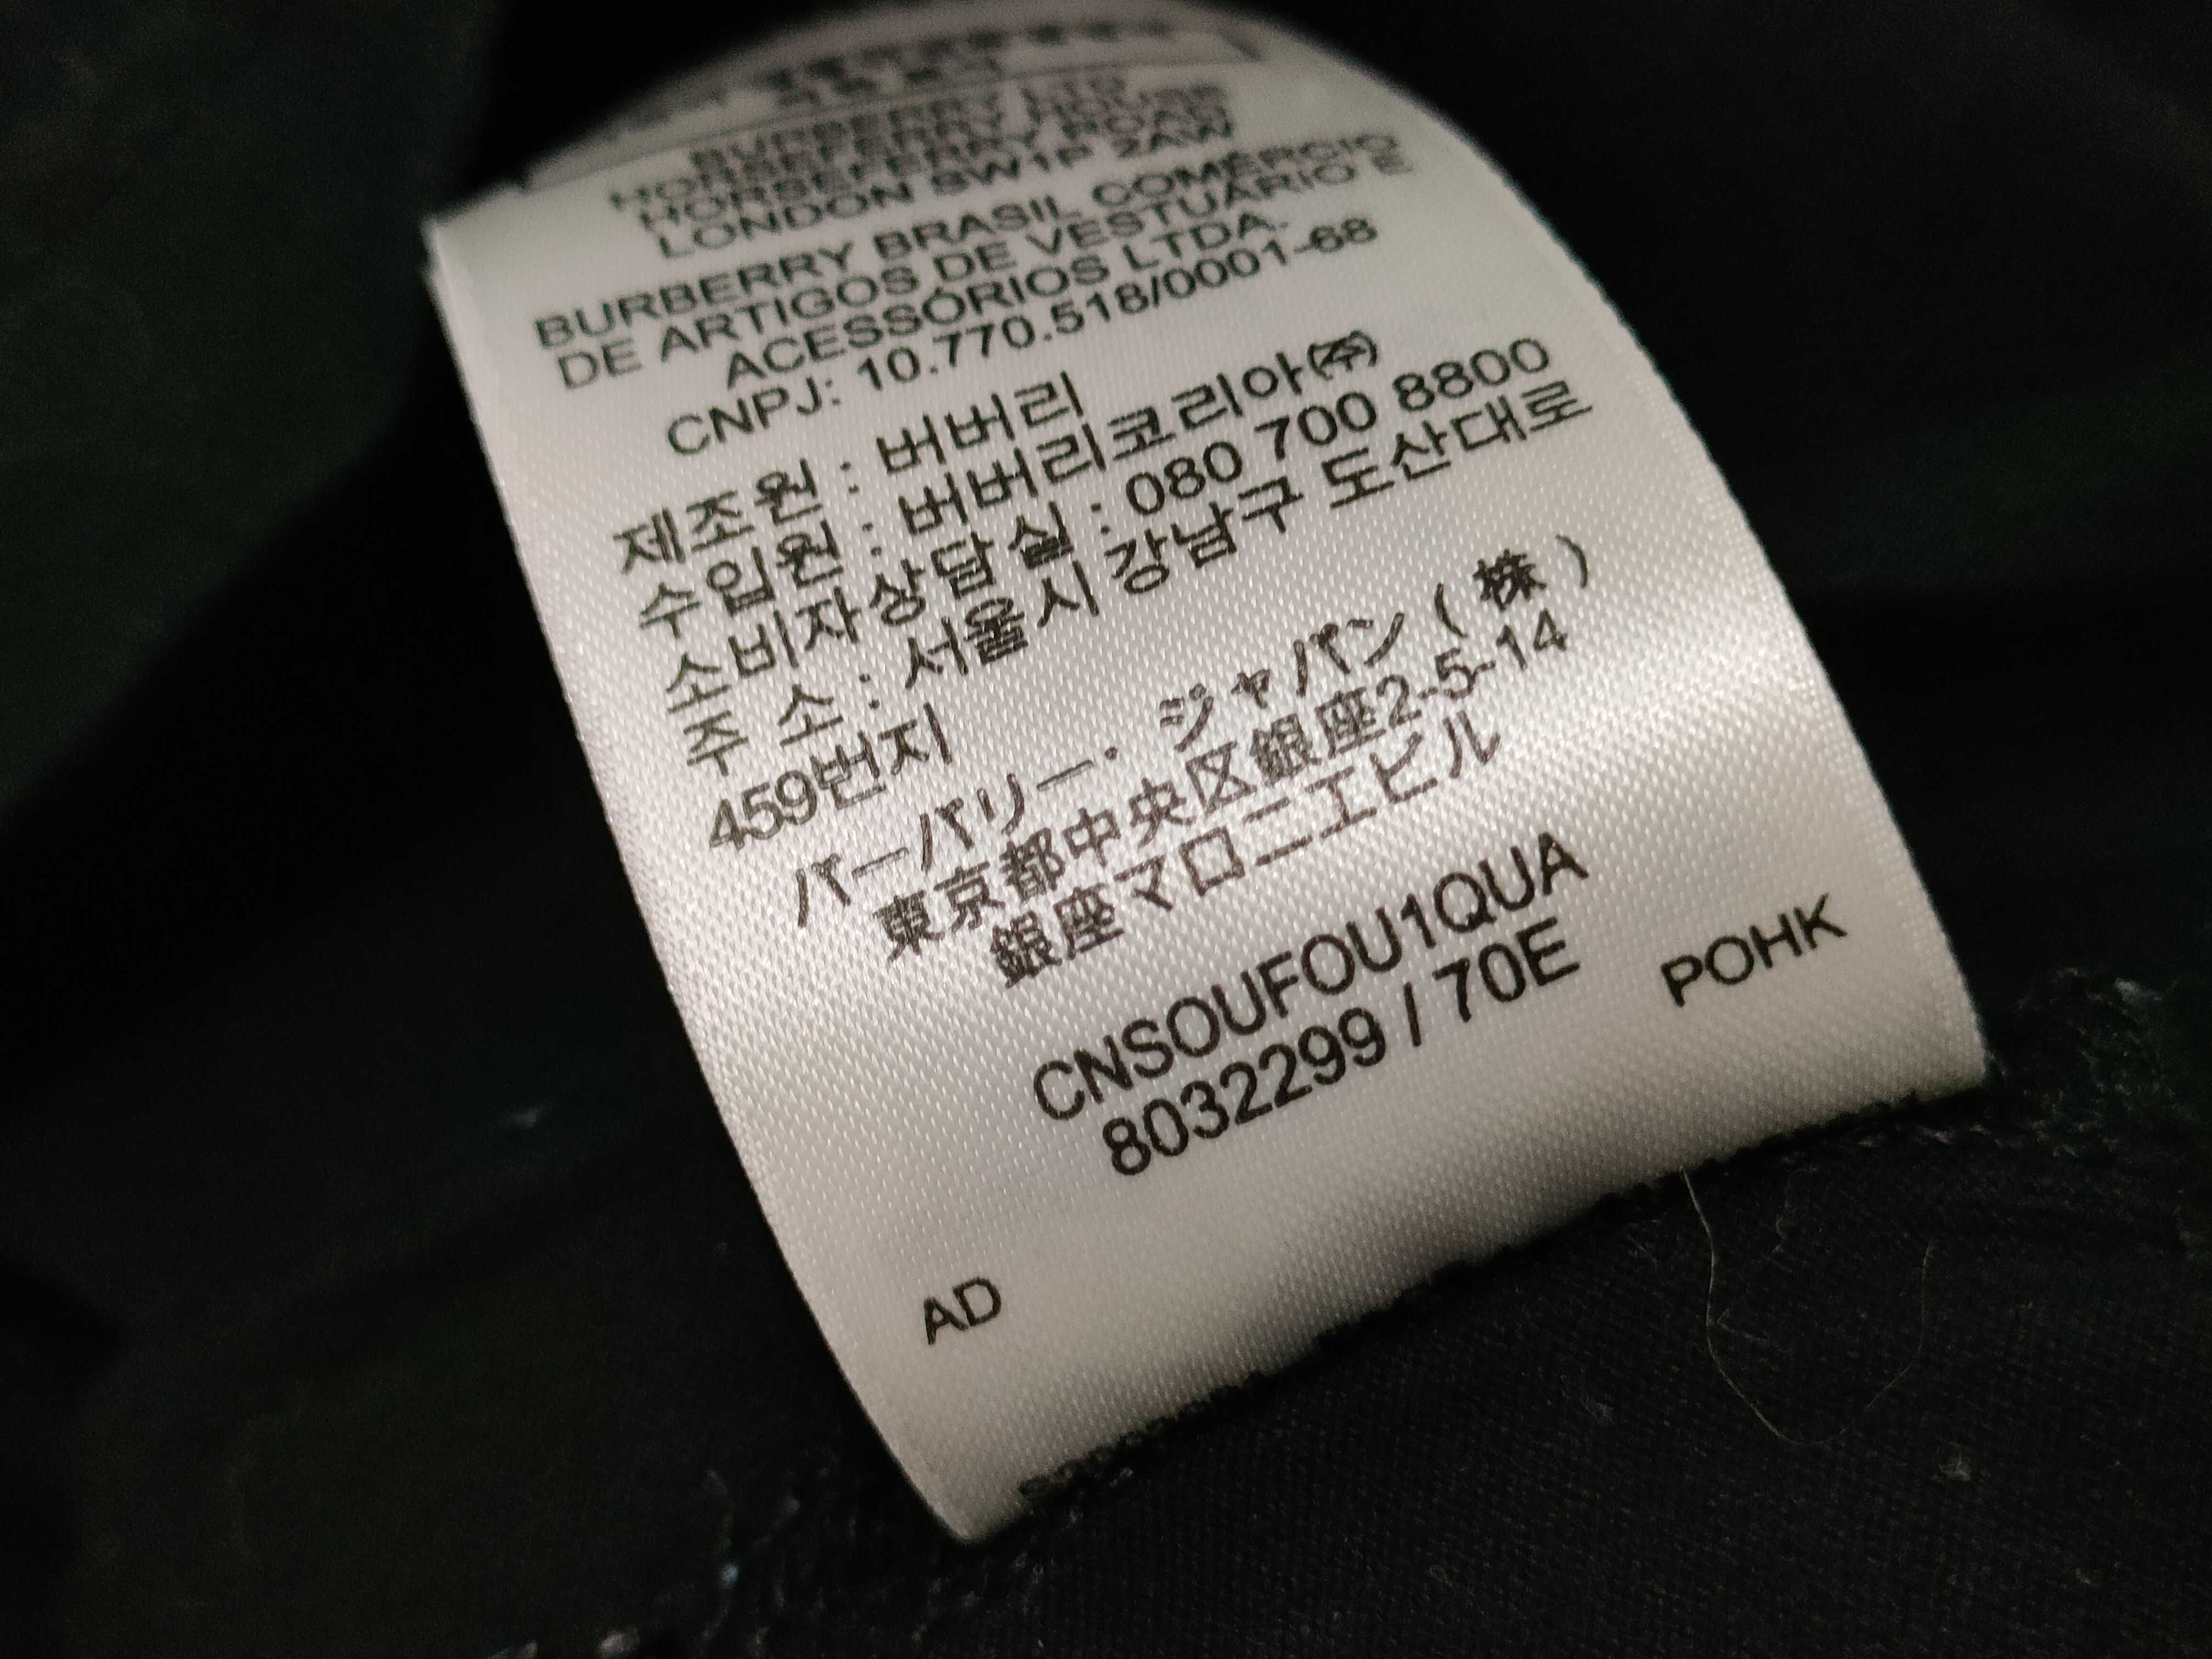 BURBERRY LTD
HORSEFERRY HOUSE
HORSEFERRY ROAD
LONDON SW1P 2AW
BURBERRY BRASIL COMÉRCIO
DE ARTIGOS DE VESTUÁRIO E
ACESSÓRIOS LTDA.
CNPJ: 10.770.518/0001-68
제조원 : 버버리
수입원 : 버버리코리아㈜
소비자상담실 : 080 700 8800
주 소 : 서울시 강남구 도산대로
459번지
バーバリー・ジャパン(株)
東京都中央区銀座2-5-14
銀座マロニエビル
CNSOUFOU1QUA
8032299 / 70E
POHK
AD